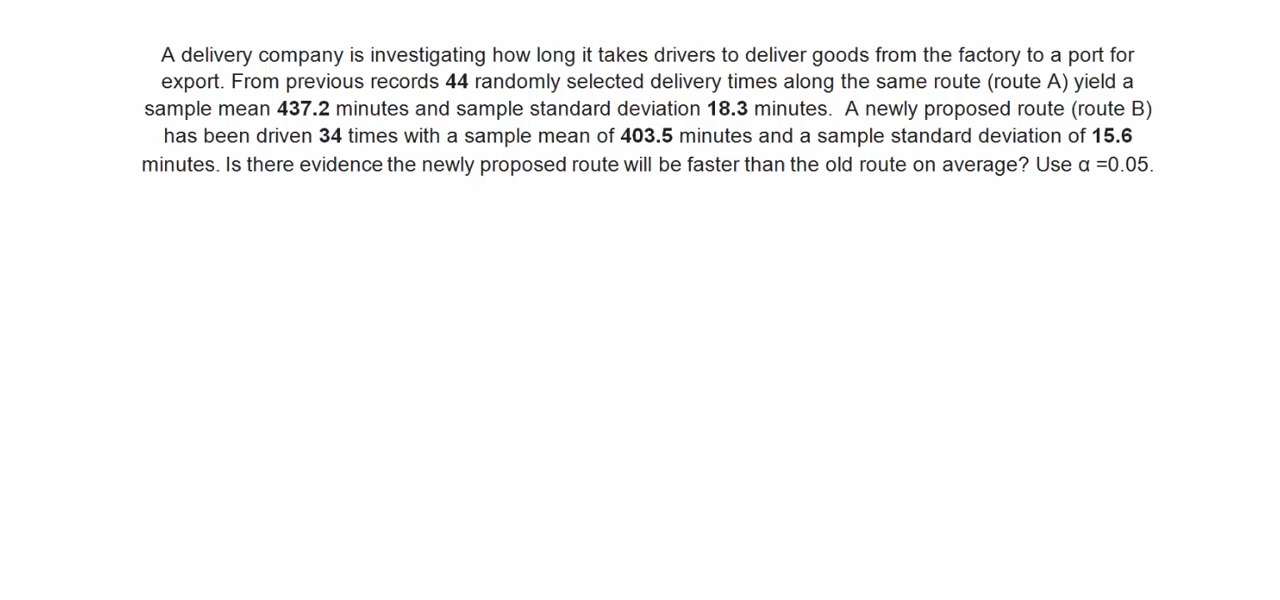 A delivery company is investigating how long it takes drivers to deliver goods from the factory to a port for
export. From previous records 44 randomly selected delivery times along the same route (route A) yield a
sample mean 437.2 minutes and sample standard deviation 18.3 minutes.  A newly proposed route (route B)
has been driven 34 times with a sample mean of 403.5 minutes and a sample standard deviation of 15.6
minutes. Is there evidence the newly proposed route will be faster than the old route on average? Use α =0.05.